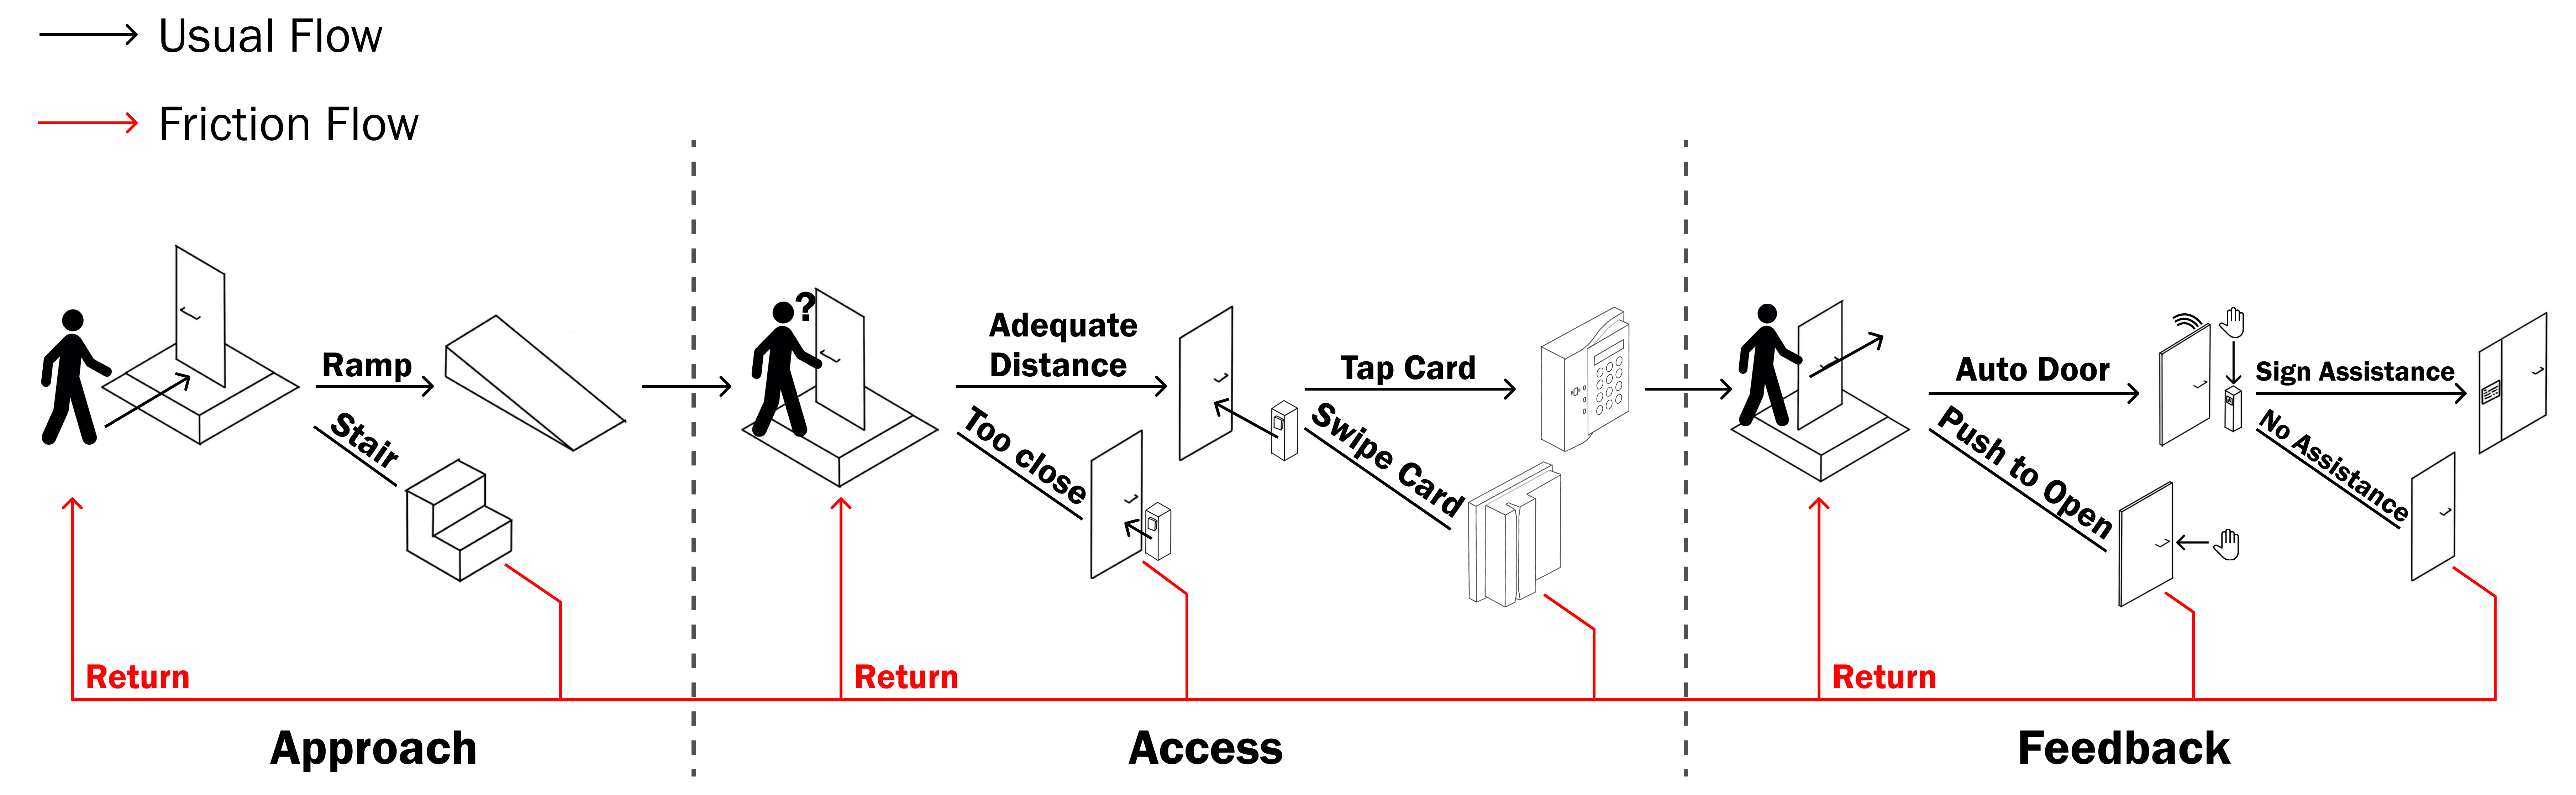 Usual Flow
Friction Flow
Ramp
Stair
Return
Approach
?
Adequate
Distance
Too close
Tap Card
Swipe Card
Return
Access
Auto Door
Push to Open
Sign Assistance
No Assistance
Return
Feedback